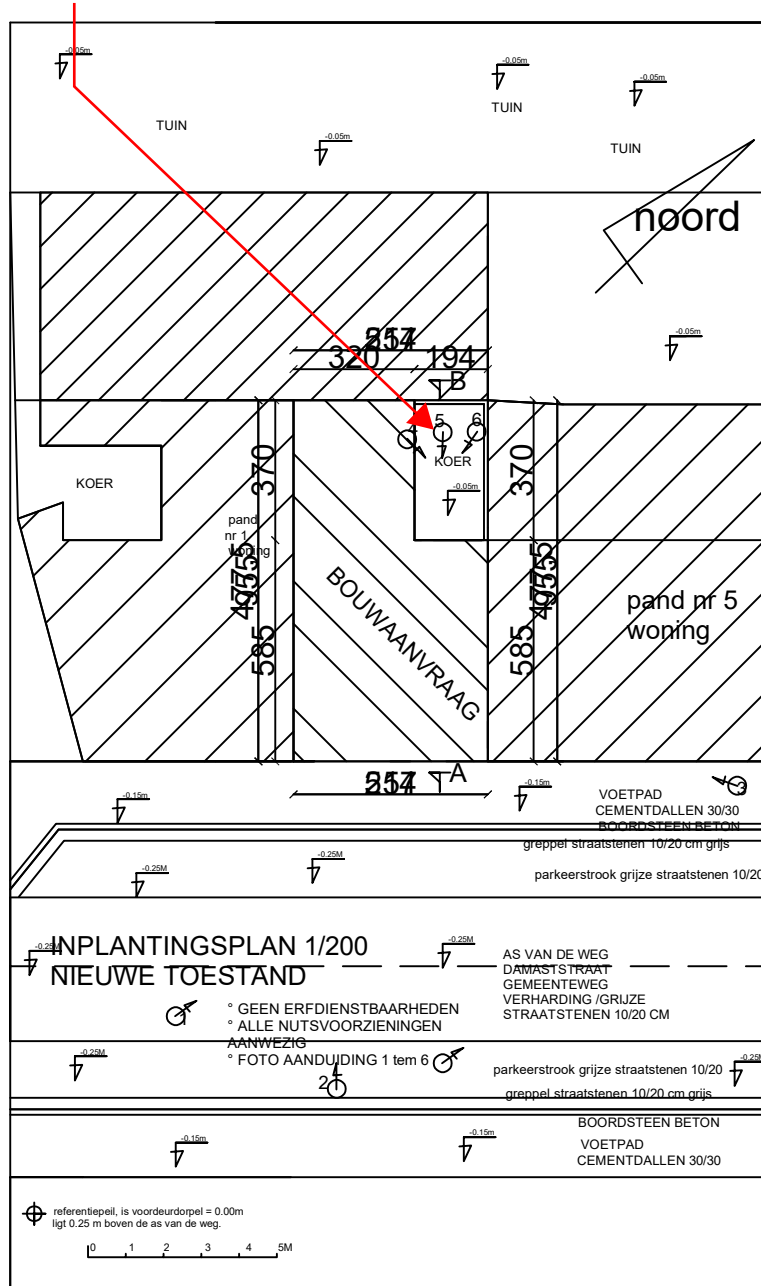 -0.05m
-0.05m
-0.05m
TUIN
TUIN
-0.05m
TUIN
noord
-0.05m
514
320
194
B
5
6
4
KOER
KOER
-0.05m
370
370
pand
nr 1
woning
585
585
BOUWAANVRAAG
pand nr 5
woning
514
A
3
-0.15m
-0.15m
VOETPAD
CEMENTDALLEN 30/30
BOORDSTEEN BETON
greppel straatstenen 10/20 cm grijs
-0.25M
-0.25M
parkeerstrook grijze straatstenen 10/20
INPLANTINGSPLAN 1/200
NIEUWE TOESTAND
-0.25M
-0.25M
AS VAN DE WEG
DAMASTSTRAAT
GEMEENTEWEG
VERHARDING /GRIJZE
STRAATSTENEN 10/20 CM
1
° GEEN ERFDIENSTBAARHEDEN
° ALLE NUTSVOORZIENINGEN
AANWEZIG
° FOTO AANDUIDING 1 tem 6
-0.25M
2
parkeerstrook grijze straatstenen 10/20
-0.25M
greppel straatstenen 10/20 cm grijs
BOORDSTEEN BETON
-0.15m
-0.15m
VOETPAD
CEMENTDALLEN 30/30
referentiepeil, is voordeurdorpel = 0.00m
ligt 0.25 m boven de as van de weg.
0 1 2 3 4 5M